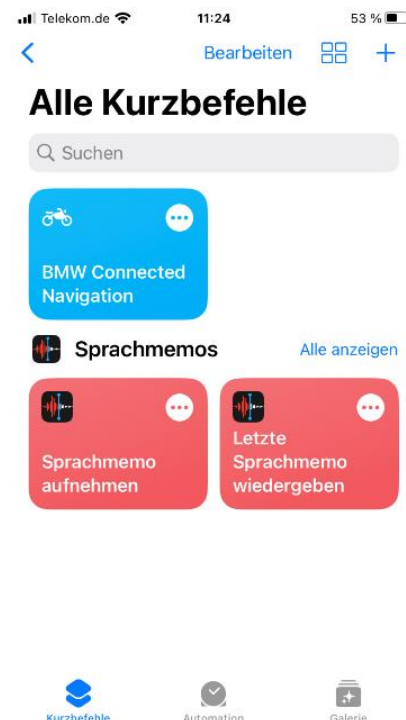 Telekom.de 11:24 53 %
Bearbeiten
Alle Kurzbefehle
Suchen
BMW Connected
Navigation
Sprachmemos Alle anzeigen
Sprachmemo
aufnehmen
Letzte
Sprachmemo
wiedergeben
Kurzbefehle Automation Galerie